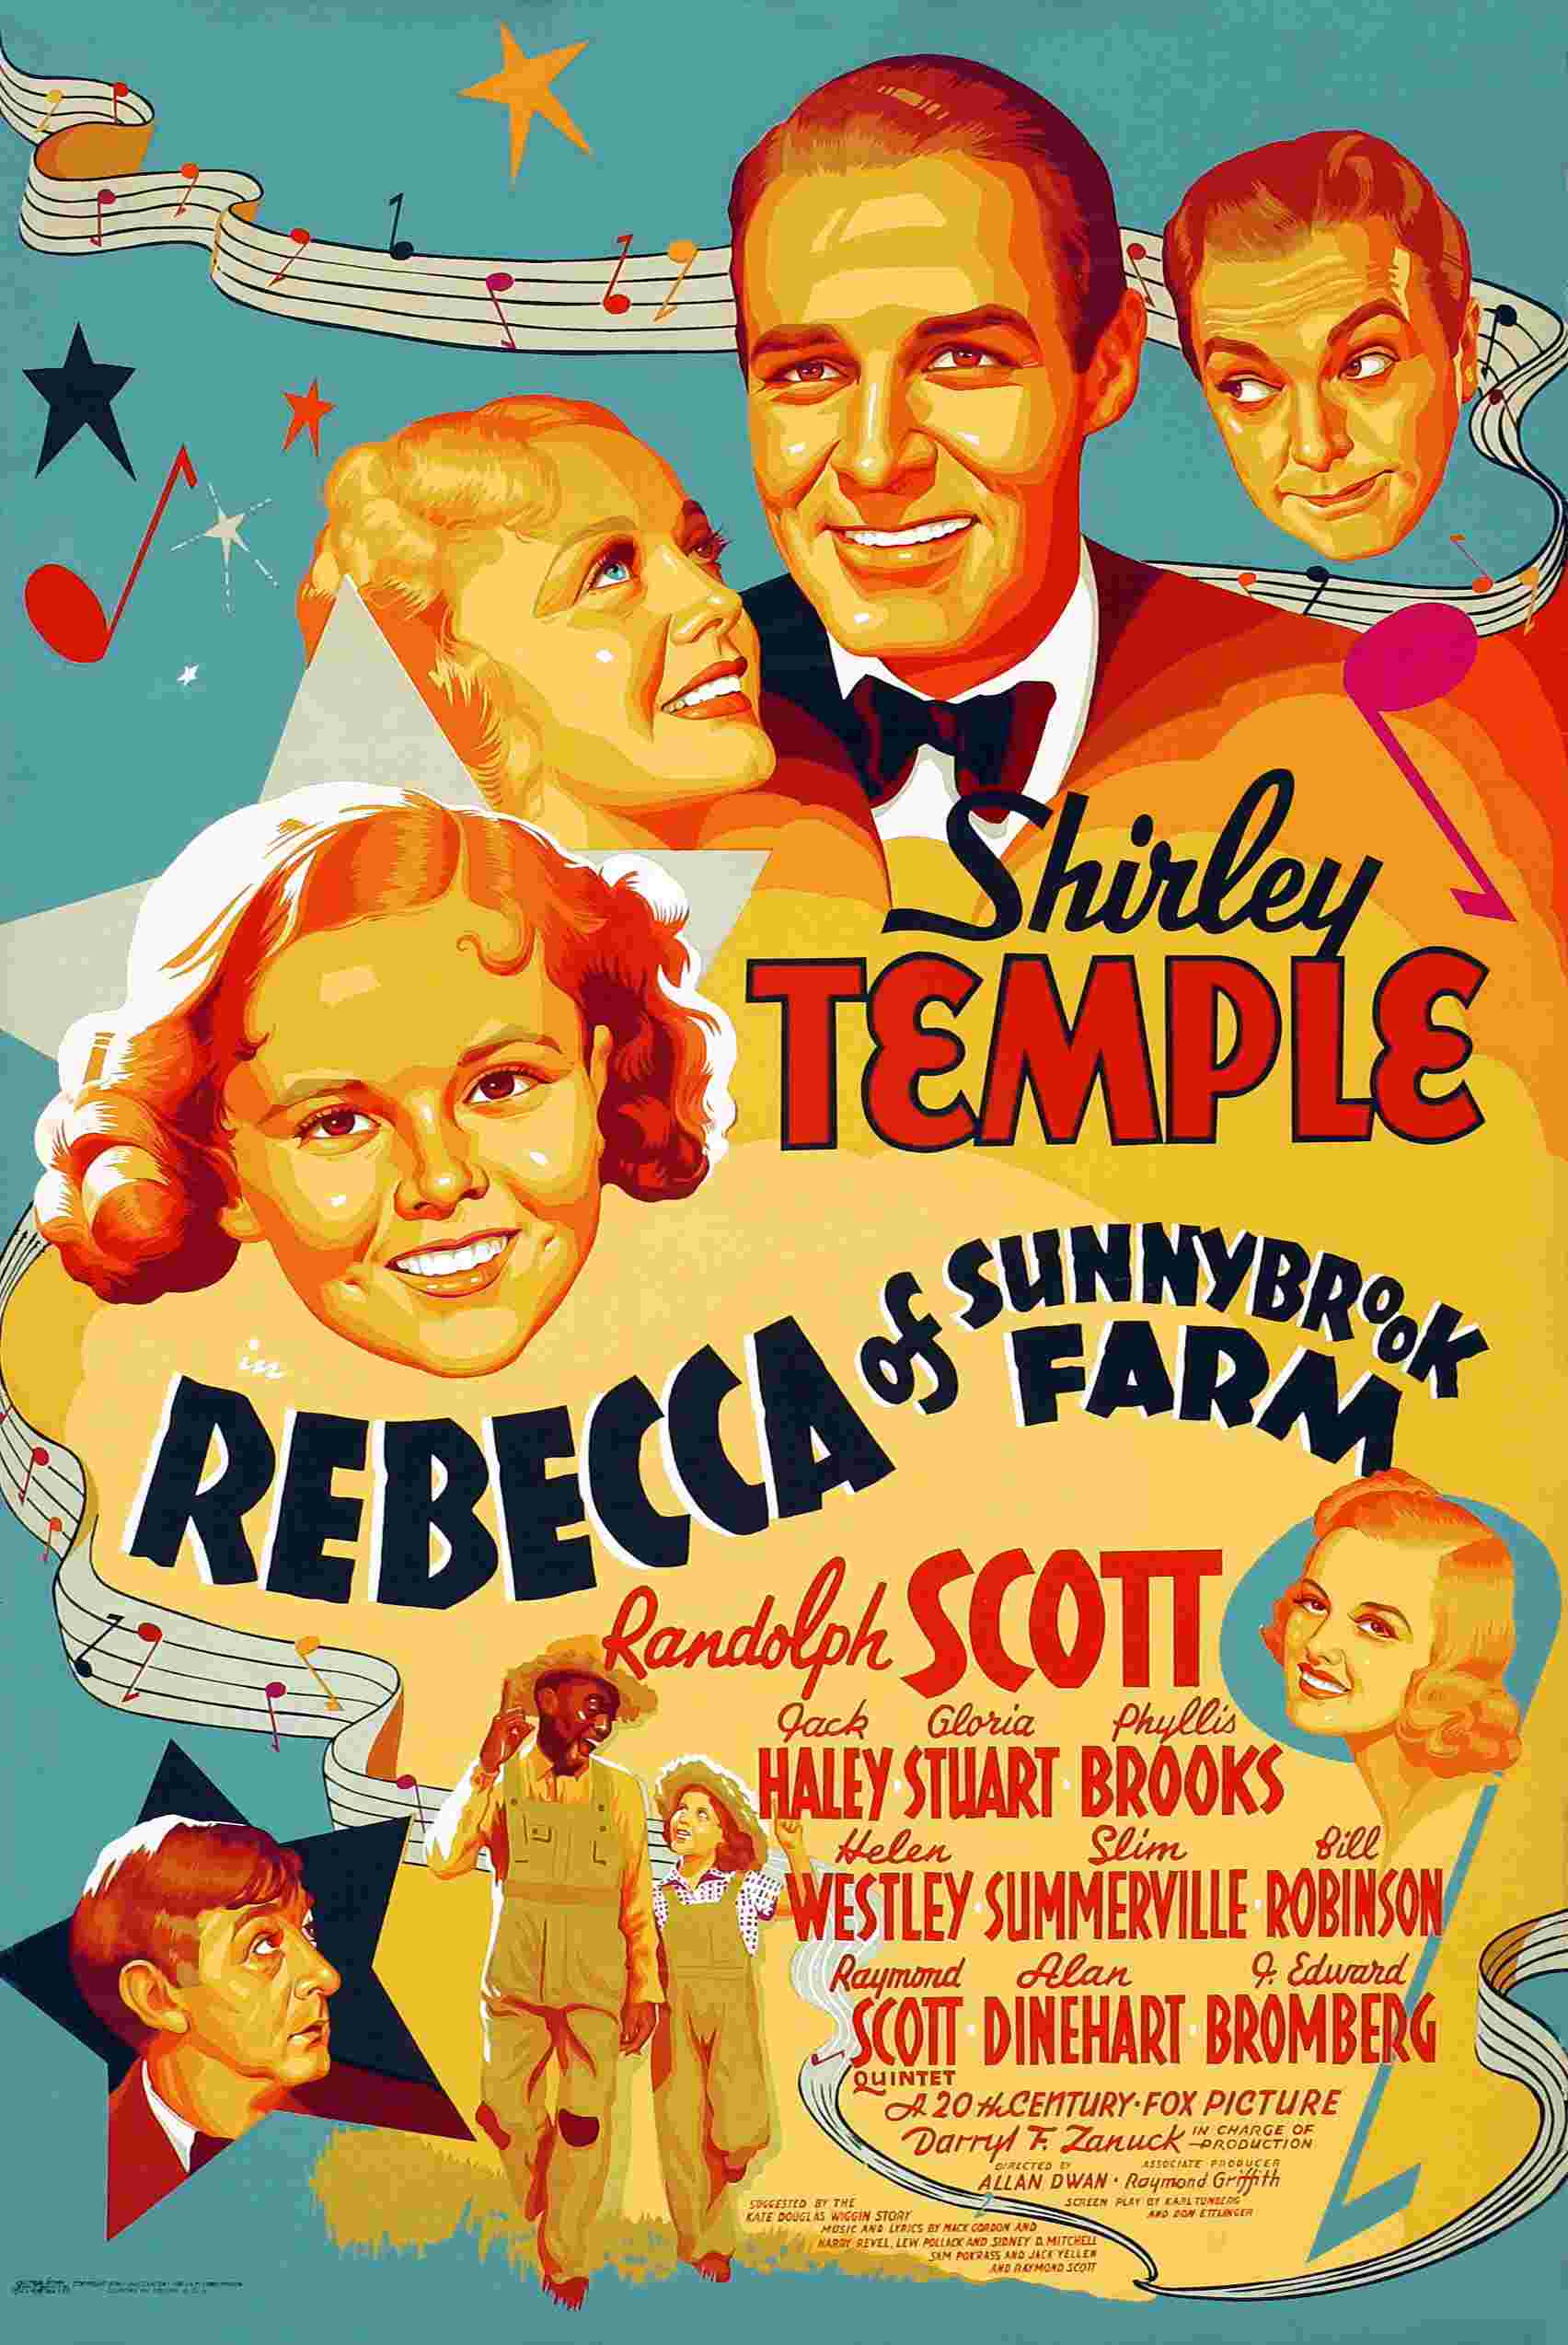 Shirley
TEMPLE
in
REBECCA of SUNNYBROOK
FARM
Randolph SCOTT
Jack Gloria Phyllis
HALEY · STUART · BROOKS
Helen Slim Bill
WESTLEY · SUMMERVILLE · ROBINSON
Raymond Alan J. Edward
SCOTT · DINEHART · BROMBERG
QUINTET
A 20th CENTURY-FOX PICTURE
Darryl F. Zanuck IN CHARGE OF
PRODUCTION
DIRECTED BY ASSOCIATE PRODUCER
ALLAN DWAN · Raymond Griffith
SCREEN PLAY BY KARL TUNBERG
AND DON ETTLINGER
SUGGESTED BY THE
KATE DOUGLAS WIGGIN STORY
MUSIC AND LYRICS BY MACK GORDON AND
HARRY REVEL, LEW POLLACK AND SIDNEY D. MITCHELL
SAM POKRASS AND JACK YELLEN
AND RAYMOND SCOTT